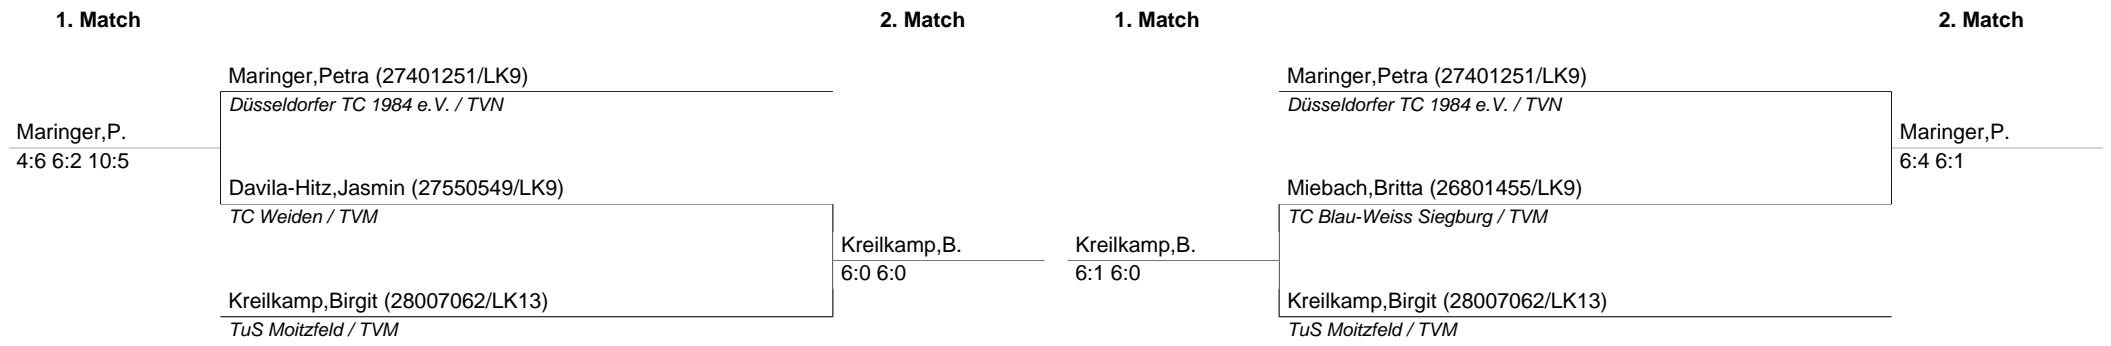 1. Match
2. Match
1. Match
2. Match
Maringer,Petra (27401251/LK9)
Düsseldorfer TC 1984 e.V. / TVN
Maringer,P.
4:6 6:2 10:5
Davila-Hitz,Jasmin (27550549/LK9)
TC Weiden / TVM
Kreilkamp,B.
6:0 6:0
Kreilkamp,Birgit (28007062/LK13)
TuS Moitzfeld / TVM
Maringer,Petra (27401251/LK9)
Düsseldorfer TC 1984 e.V. / TVN
Maringer,P.
6:4 6:1
Miebach,Britta (26801455/LK9)
TC Blau-Weiss Siegburg / TVM
Kreilkamp,B.
6:1 6:0
Kreilkamp,Birgit (28007062/LK13)
TuS Moitzfeld / TVM